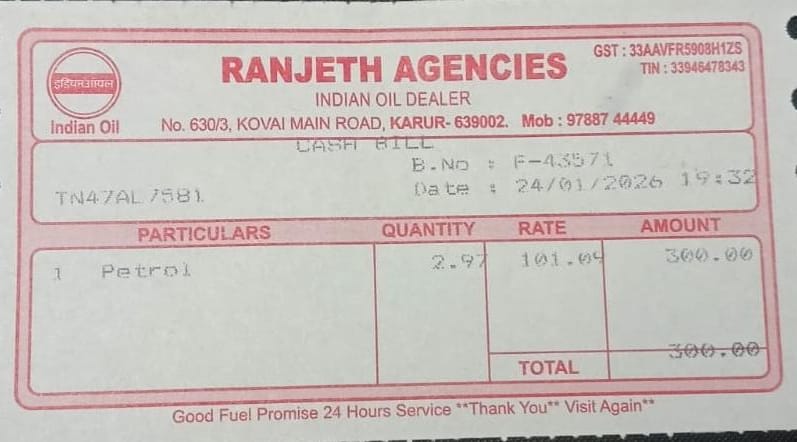 RANJETH AGENCIES
GST : 33AAVFR5908H1ZS
TIN : 33946478343
इंडियनऑयल
Indian Oil
INDIAN OIL DEALER
No. 630/3, KOVAI MAIN ROAD, KARUR- 639002. Mob : 97887 44449
CASH BILL
B.No : F-43571
TN47AL7581 Date : 24/01/2026 19:32
PARTICULARS QUANTITY RATE AMOUNT
1 Petrol 2.97 101.04 300.00
TOTAL 300.00
Good Fuel Promise 24 Hours Service **Thank You** Visit Again**